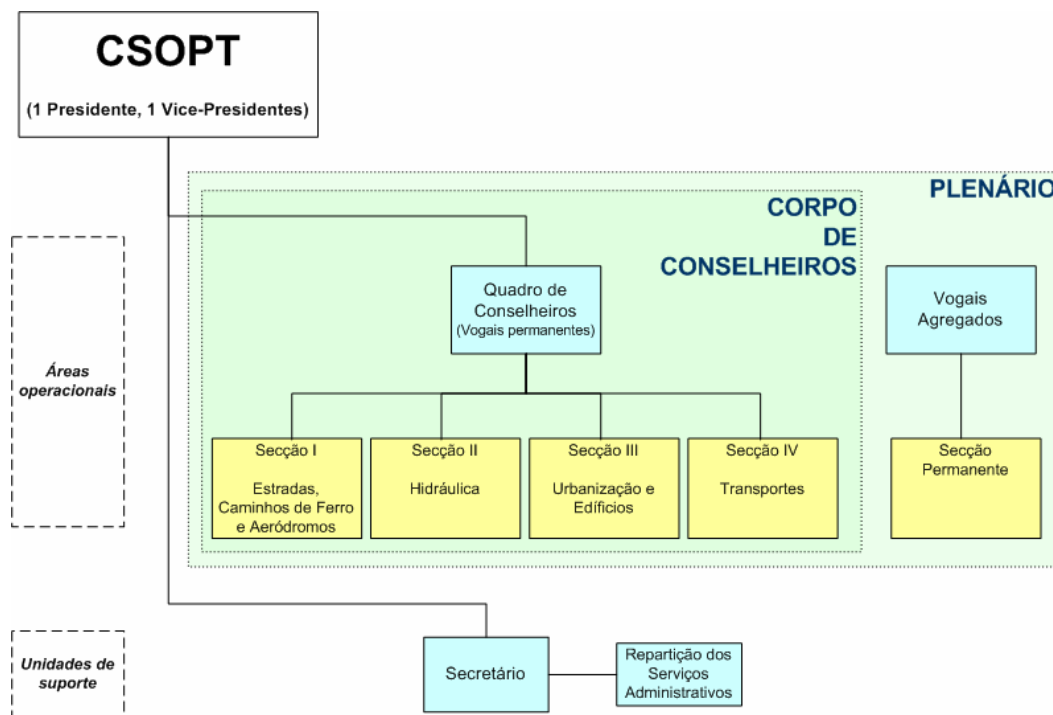 CSOPT
(1 Presidente, 1 Vice-Presidentes)
PLENÁRIO
CORPO
DE
CONSELHEIROS
Quadro de
Conselheiros
(Vogais permanentes)
Vogais
Agregados
Áreas
operacionais
Secção I
Estradas,
Caminhos de Ferro
e Aeródromos
Secção II
Hidráulica
Secção III
Urbanização e
Edíficios
Secção IV
Transportes
Secção
Permanente
Unidades de
suporte
Secretário
Repartição dos
Serviços
Administrativos